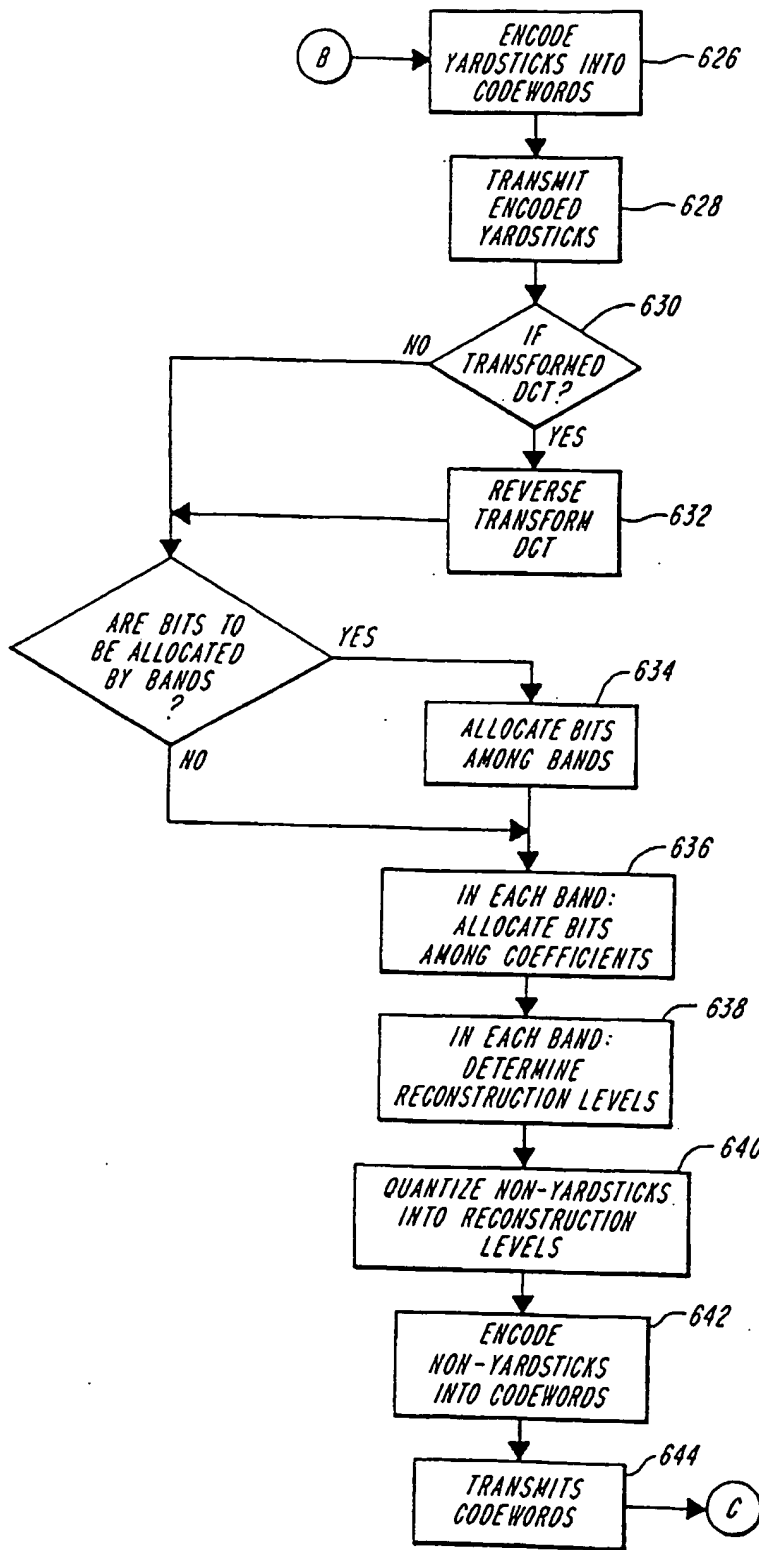 B
ENCODE
YARDSTICKS INTO
CODEWORDS
626
TRANSMIT
ENCODED
YARDSTICKS
628
630
IF
TRANSFORMED
DCT?
NO
YES
REVERSE
TRANSFORM
DCT
632
ARE BITS TO
BE ALLOCATED
BY BANDS
?
YES
NO
634
ALLOCATE BITS
AMONG BANDS
636
IN EACH BAND:
ALLOCATE BITS
AMONG COEFFICIENTS
638
IN EACH BAND:
DETERMINE
RECONSTRUCTION LEVELS
640
QUANTIZE NON-YARDSTICKS
INTO RECONSTRUCTION
LEVELS
642
ENCODE
NON-YARDSTICKS
INTO CODEWORDS
644
TRANSMITS
CODEWORDS
C